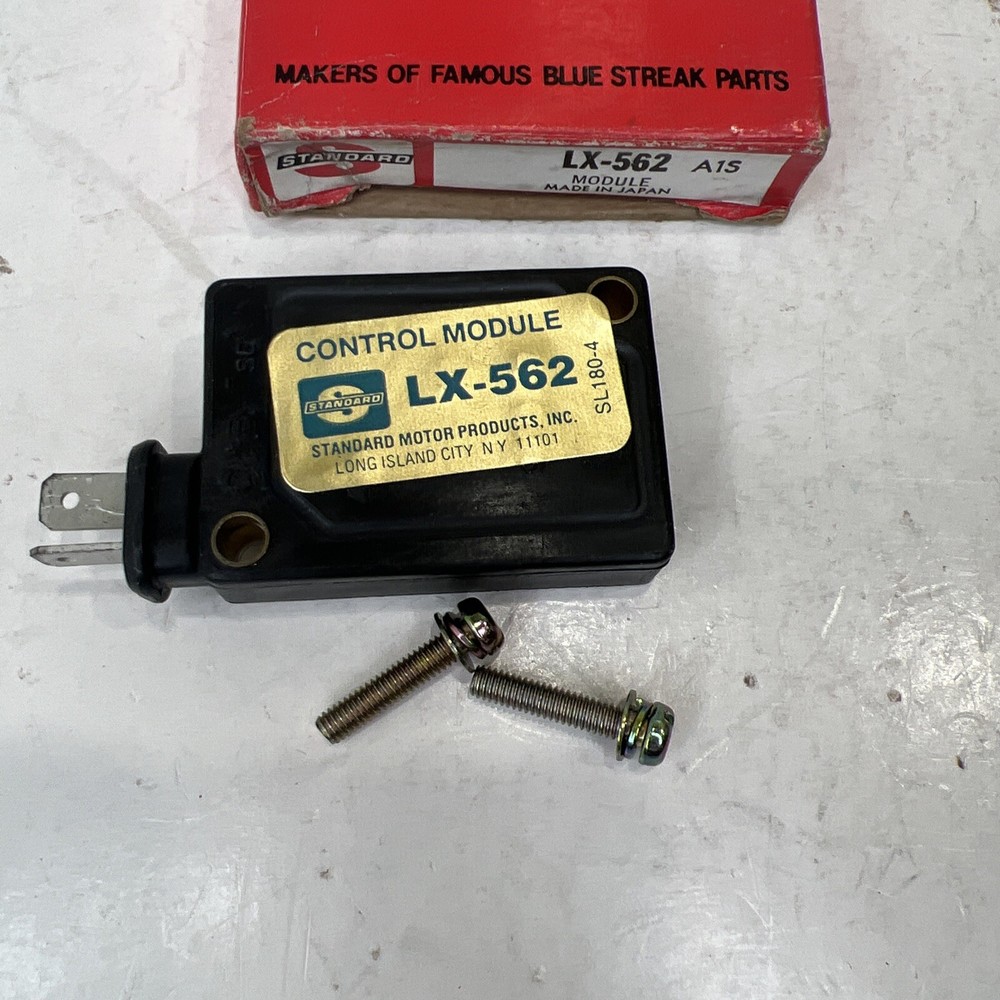 MAKERS OF FAMOUS BLUE STREAK PARTS
STANDARD
LX-562 A1S
MODULE
MADE IN JAPAN
CONTROL MODULE
STANDARD
LX-562
SL180-4
STANDARD MOTOR PRODUCTS, INC.
LONG ISLAND CITY N Y 11101